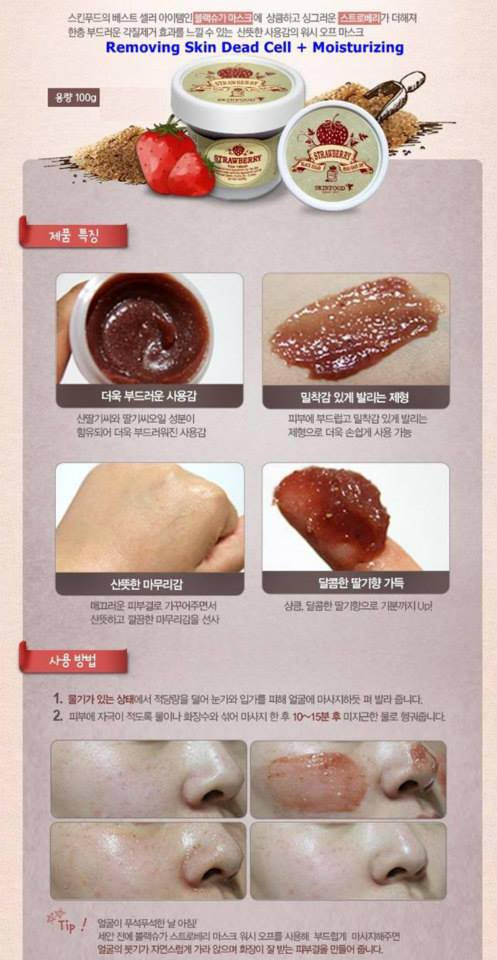 스킨푸드의 베스트 셀러 아이템인 블랙슈가 마스크에 상큼하고 싱그러운 스트로베리가 더해져
한층 부드러운 각질제거 효과를 느낄 수 있는 산뜻한 사용감의 워시 오프 마스크
Removing Skin Dead Cell + Moisturizing
용량 100g
STRAWBERRY
STRAWBERRY
STRAWBERRY
BLACK SUGAR
SKINFOOD
제품 특징
더욱 부드러운 사용감
밀착감 있게 발리는 제형
산딸기씨와 딸기씨오일 성분이
함유되어 더욱 부드러워진 사용감
피부에 부드럽고 밀착감 있게 발리는
제형으로 더욱 손쉽게 사용 가능
산뜻한 마무리감
달콤한 딸기향 가득
매끄러운 피부결로 가꾸어주면서
산뜻하고 깔끔한 마무리감을 선사
상큼, 달콤한 딸기향으로 기분까지 Up!
사용 방법
1. 물기가 있는 상태에서 적당량을 덜어 눈가와 입가를 피해 얼굴에 마사지하듯 펴 발라 줍니다.
2. 피부에 자극이 적도록 물이나 화장수와 섞어 마사지 한 후 10~15분 후 미지근한 물로 헹궈줍니다.
Tip !
얼굴이 푸석푸석한 날 아침!
세안 전에 블랙슈가 스트로베리 마스크 워시 오프를 사용해 부드럽게 마사지해주면
얼굴의 붓기가 자연스럽게 가라 앉으며 화장이 잘 받는 피부결을 만들어 줍니다.